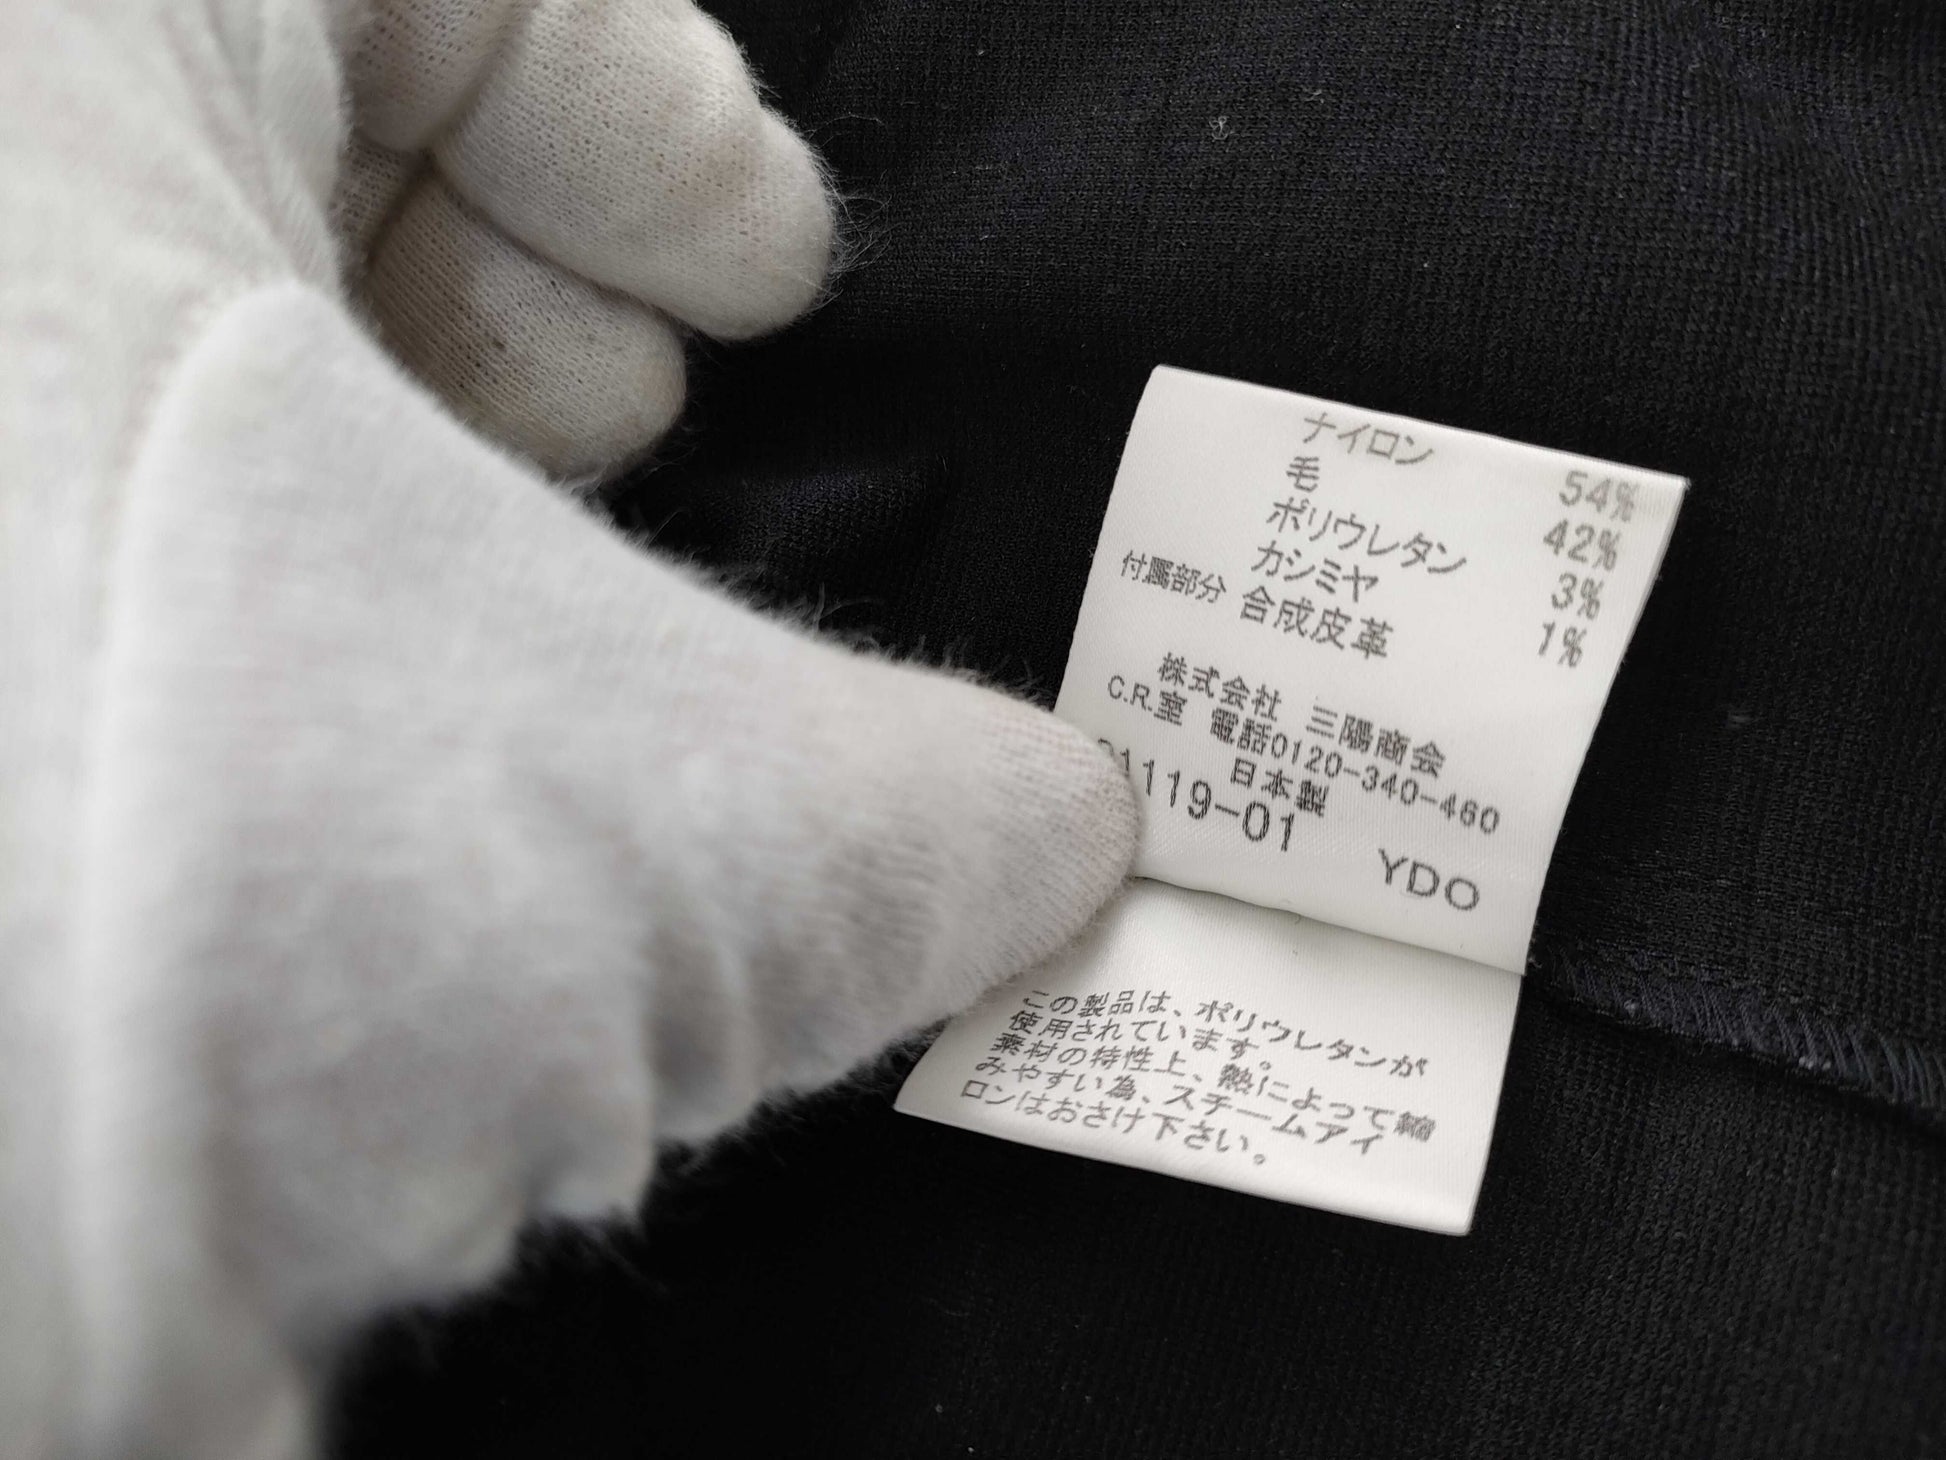 ナイロン 54%
毛 42%
ポリウレタン 3%
カシミヤ 1%
付属部分 合成皮革
株式会社 三陽商会
C.R.室 電話0120-340-460
日本製
1119-01
YDO
この製品は、ポリウレタンが
使用されています。
素材の特性上、熱によって縮
みやすい為、スチームアイ
ロンはおさけ下さい。